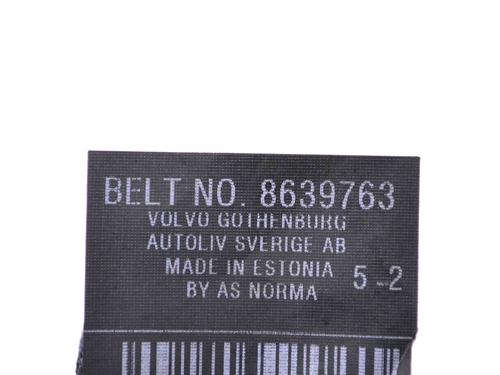 BELT NO. 8639763
VOLVO GOTHENBURG
AUTOLIV SVERIGE AB
MADE IN ESTONIA 5-2
BY AS NORMA